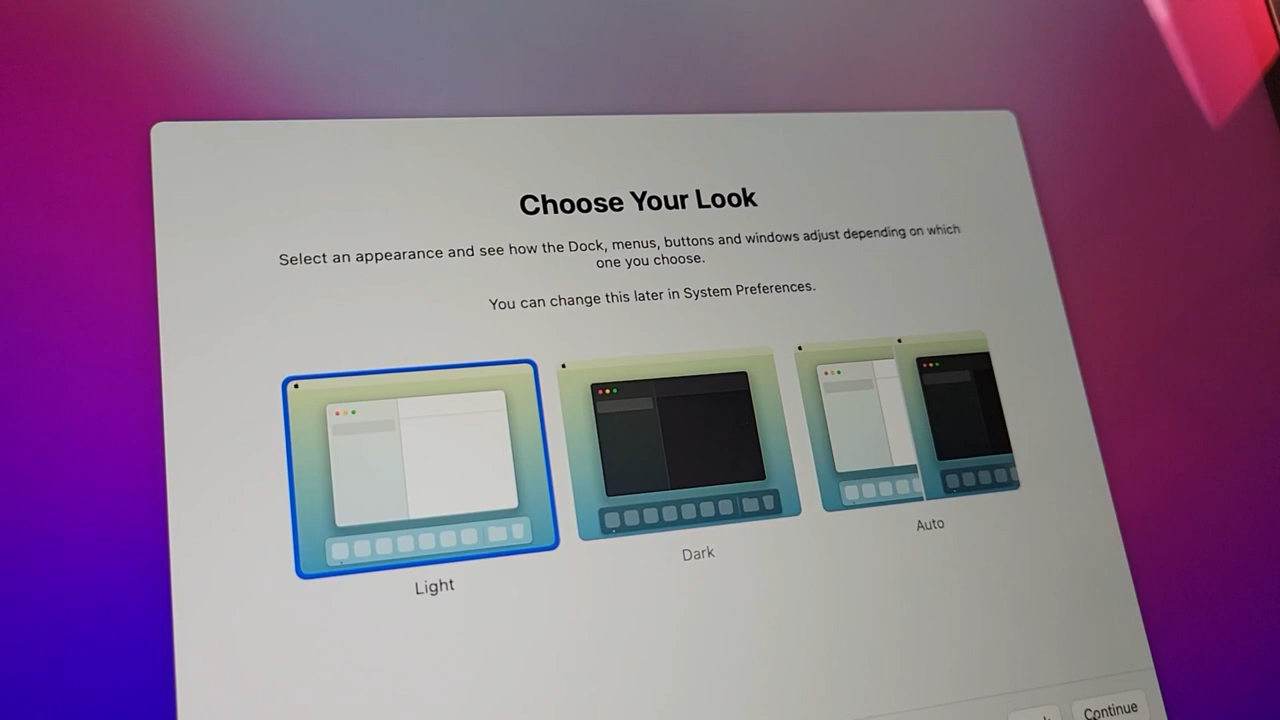 Choose Your Look
Select an appearance and see how the Dock, menus, buttons and windows adjust depending on which
one you choose.
You can change this later in System Preferences.
Light
Dark
Auto
Continue